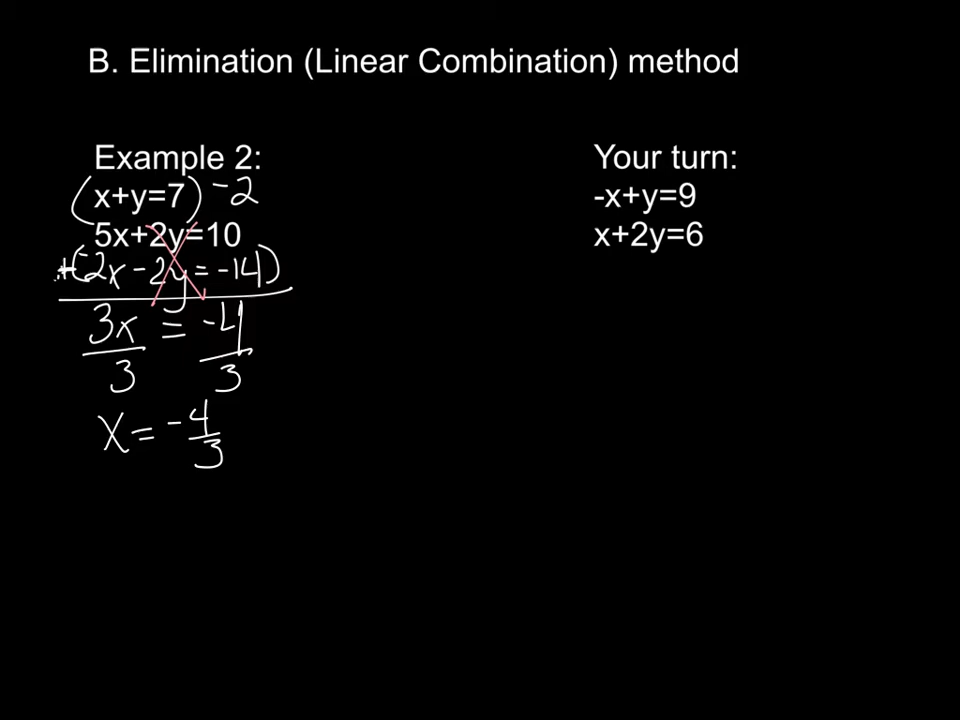 B. Elimination (Linear Combination) method
Example 2:
(x+y=7) -2
5x+2y=10
+(-2x - 2y = -14)
3x = -4
3 3
x = -4/3
Your turn:
-x+y=9
x+2y=6